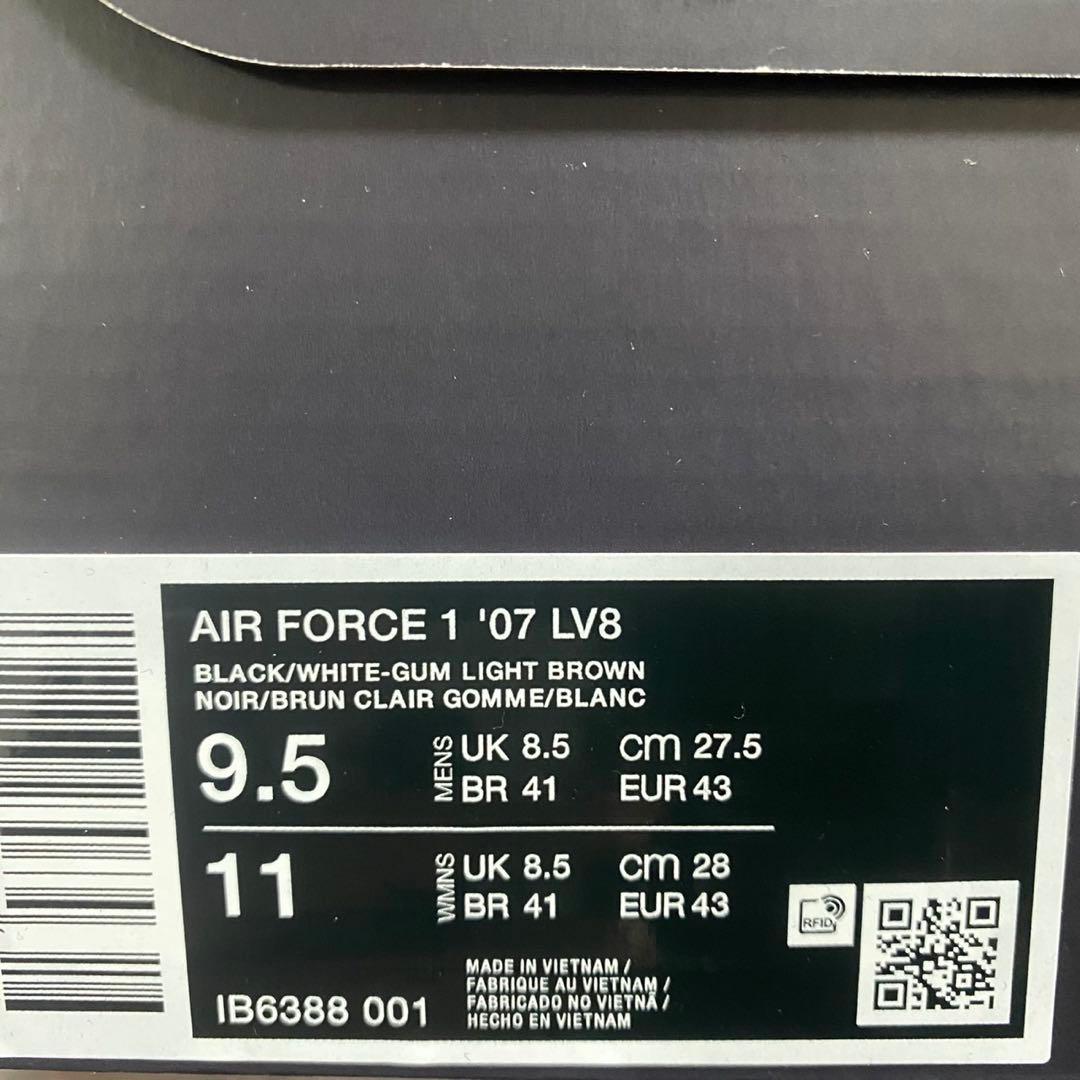 AIR FORCE 1 '07 LV8
BLACK/WHITE-GUM LIGHT BROWN
NOIR/BRUN CLAIR GOMME/BLANC
9.5
MENS
UK 8.5 cm 27.5
BR 41 EUR 43
11
WMNS
UK 8.5 cm 28
BR 41 EUR 43
RFID
MADE IN VIETNAM /
FABRIQUE AU VIETNAM /
FABRICADO NO VIETNÃ /
HECHO EN VIETNAM
IB6388 001